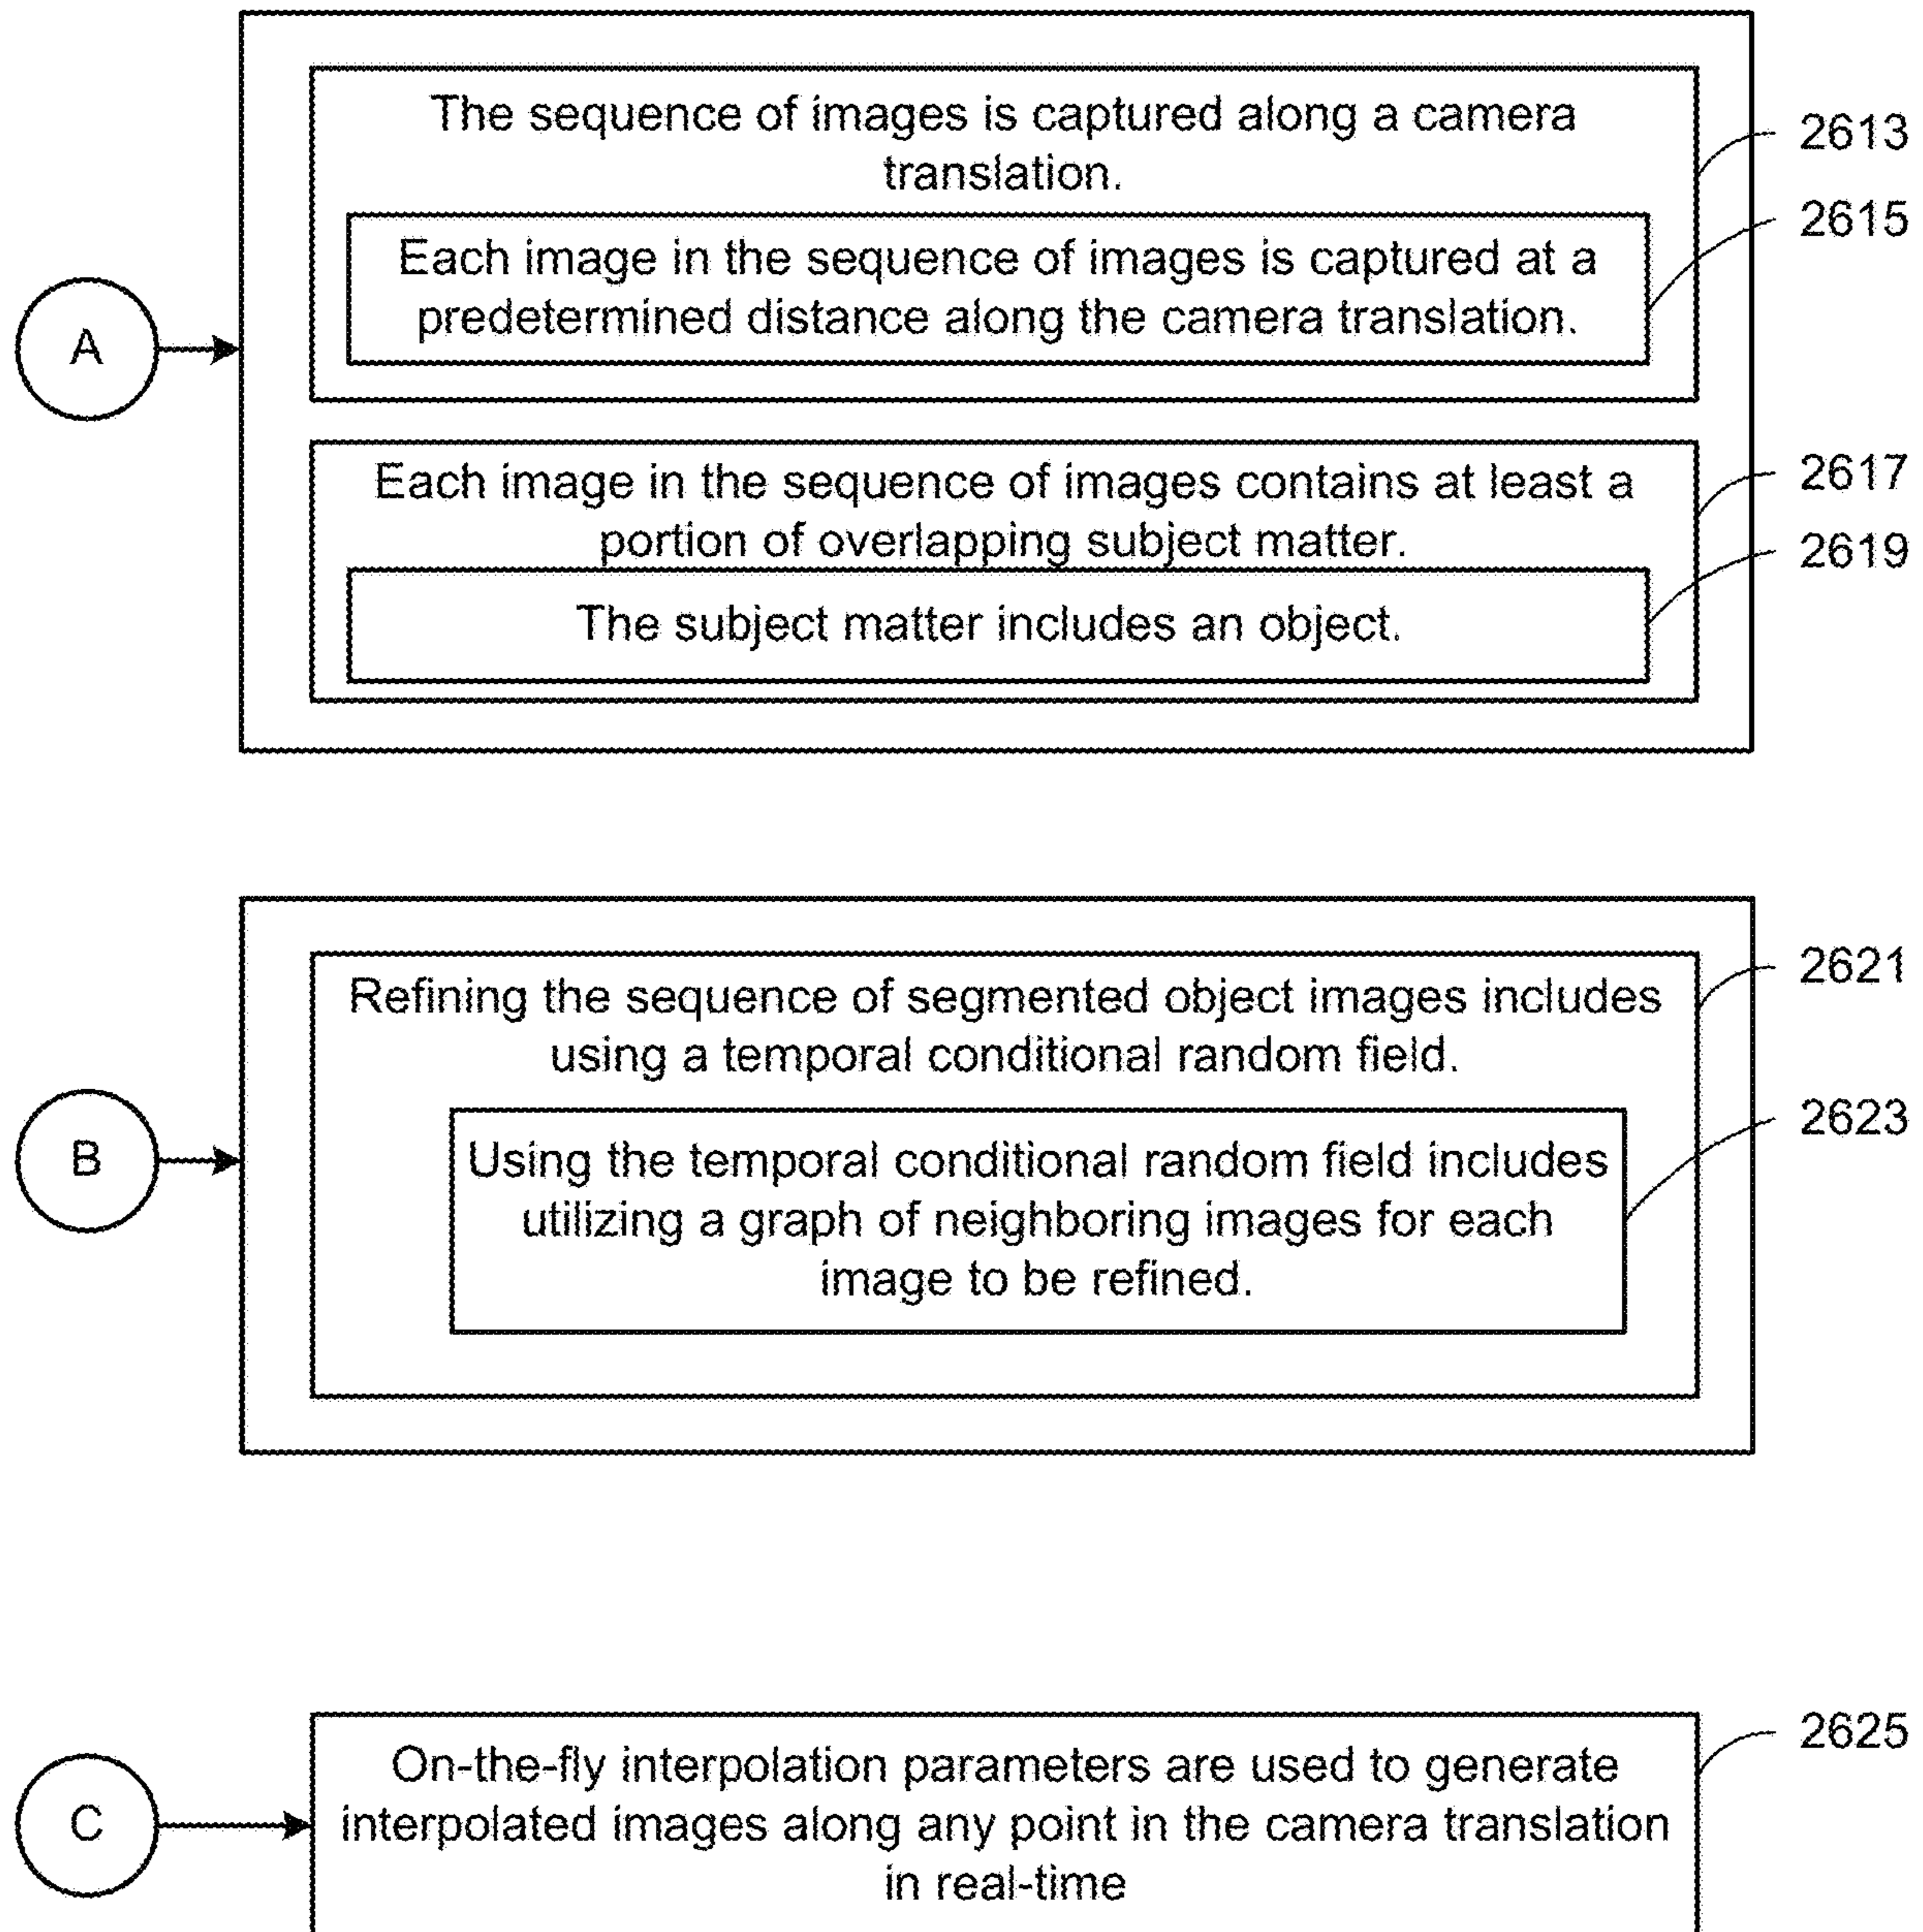 A
The sequence of images is captured along a camera
translation.
2613
Each image in the sequence of images is captured at a
predetermined distance along the camera translation.
2615
Each image in the sequence of images contains at least a
portion of overlapping subject matter.
2617
The subject matter includes an object.
2619
B
Refining the sequence of segmented object images includes
using a temporal conditional random field.
2621
Using the temporal conditional random field includes
utilizing a graph of neighboring images for each
image to be refined.
2623
C
On-the-fly interpolation parameters are used to generate
interpolated images along any point in the camera translation
in real-time
2625